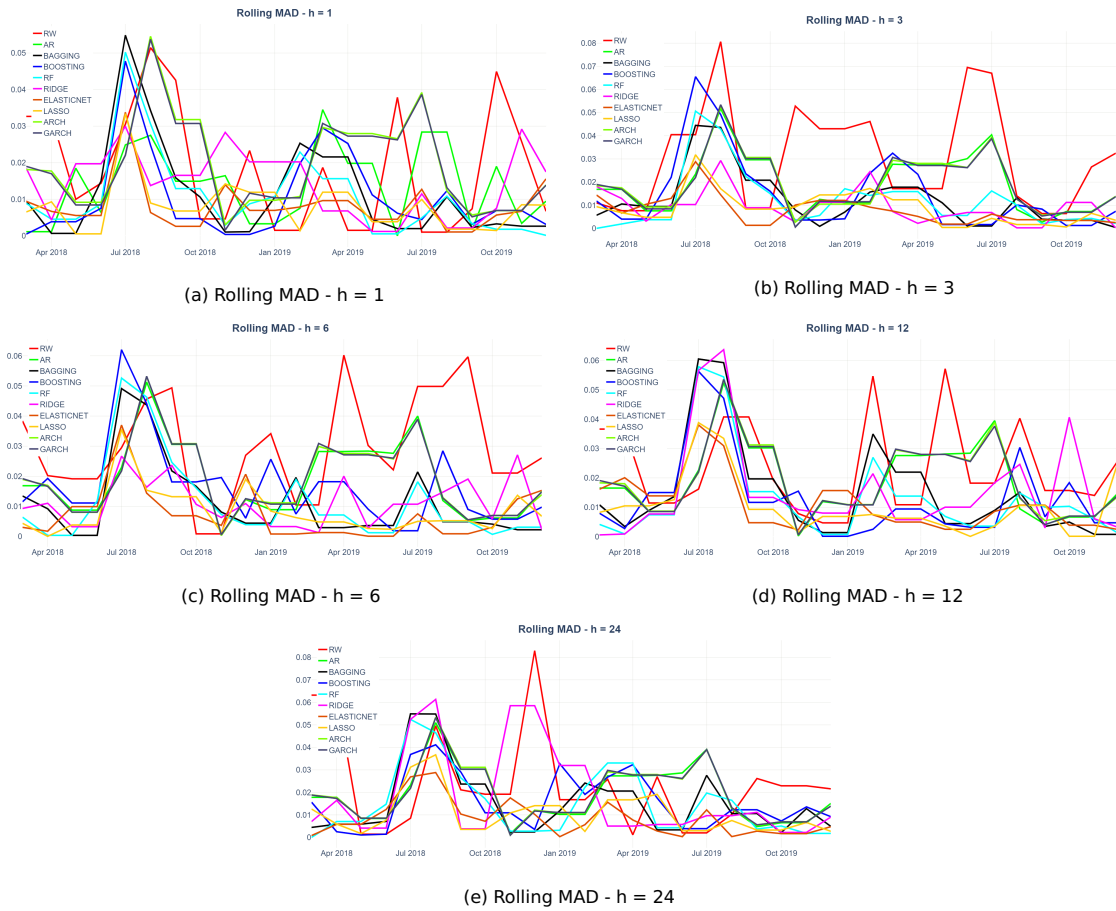 Rolling MAD - h = 1
RW
AR
BAGGING
BOOSTING
RF
RIDGE
ELASTICNET
LASSO
ARCH
GARCH
0.05
0.04
0.03
0.02
0.01
0
Apr 2018 Jul 2018 Oct 2018 Jan 2019 Apr 2019 Jul 2019 Oct 2019
(a) Rolling MAD - h = 1
Rolling MAD - h = 3
RW
AR
BAGGING
BOOSTING
RF
RIDGE
ELASTICNET
LASSO
ARCH
GARCH
0.08
0.07
0.06
0.05
0.04
0.03
0.02
0.01
0
Apr 2018 Jul 2018 Oct 2018 Jan 2019 Apr 2019 Jul 2019 Oct 2019
(b) Rolling MAD - h = 3
Rolling MAD - h = 6
RW
AR
BAGGING
BOOSTING
RF
RIDGE
ELASTICNET
LASSO
ARCH
GARCH
0.06
0.05
0.04
0.03
0.02
0.01
0
Apr 2018 Jul 2018 Oct 2018 Jan 2019 Apr 2019 Jul 2019 Oct 2019
(c) Rolling MAD - h = 6
Rolling MAD - h = 12
RW
AR
BAGGING
BOOSTING
RF
RIDGE
ELASTICNET
LASSO
ARCH
GARCH
0.06
0.05
0.04
0.03
0.02
0.01
0
Apr 2018 Jul 2018 Oct 2018 Jan 2019 Apr 2019 Jul 2019 Oct 2019
(d) Rolling MAD - h = 12
Rolling MAD - h = 24
RW
AR
BAGGING
BOOSTING
RF
RIDGE
ELASTICNET
LASSO
ARCH
GARCH
0.08
0.07
0.06
0.05
0.04
0.03
0.02
0.01
0
Apr 2018 Jul 2018 Oct 2018 Jan 2019 Apr 2019 Jul 2019 Oct 2019
(e) Rolling MAD - h = 24